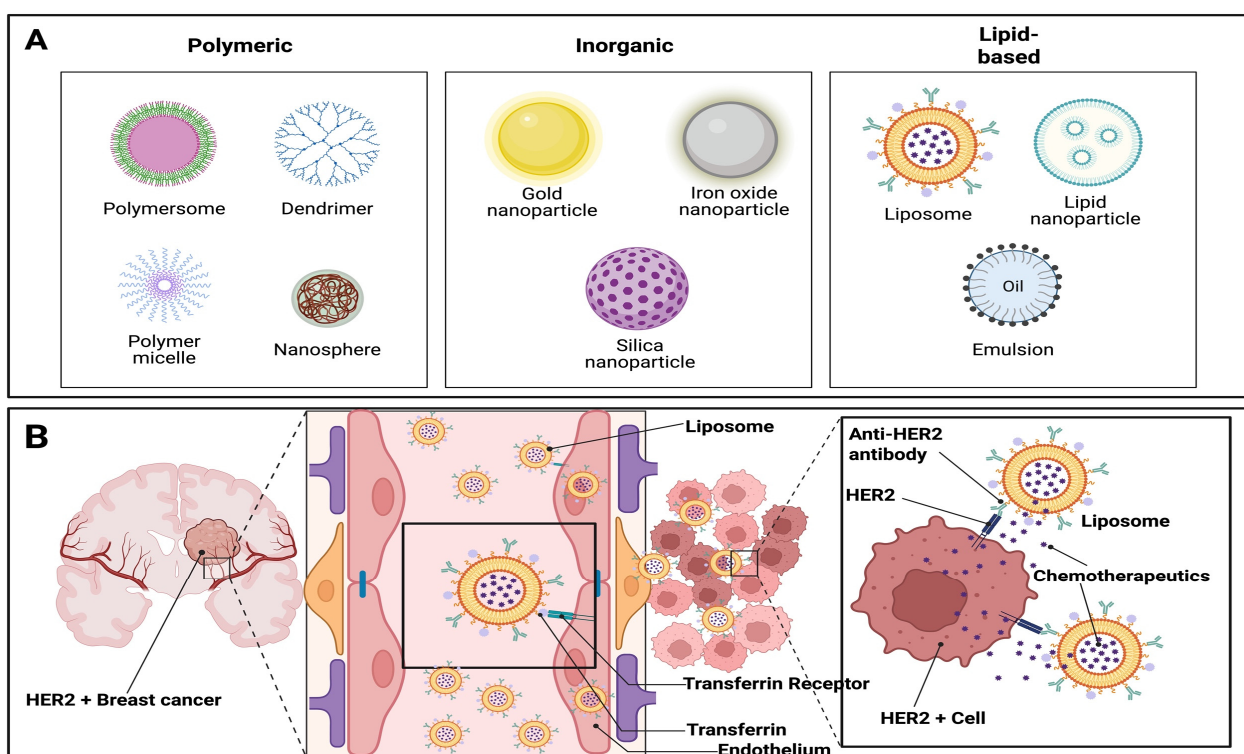 A
Polymeric
Inorganic
Lipid-
based
Polymersome
Dendrimer
Polymer
micelle
Nanosphere
Gold
nanoparticle
Iron oxide
nanoparticle
Silica
nanoparticle
Liposome
Lipid
nanoparticle
Oil
Emulsion
B
HER2 + Breast cancer
Liposome
Transferrin Receptor
Transferrin
Endothelium
Anti-HER2
antibody
HER2
Liposome
Chemotherapeutics
HER2 + Cell